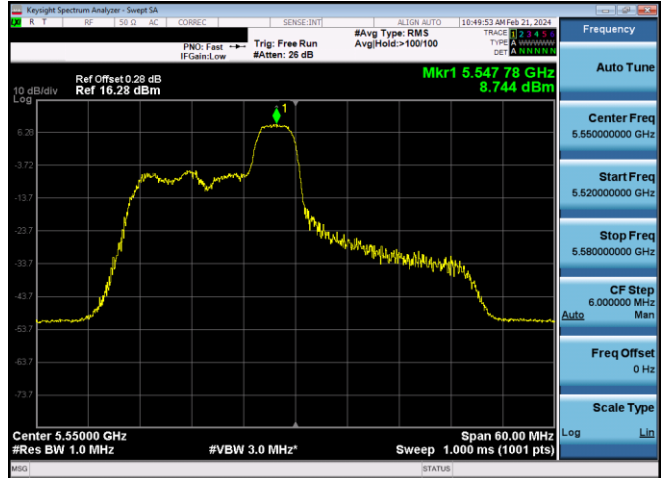 Keysight Spectrum Analyzer - Swept SA
R T RF 50 Ω AC CORREC SENSE:INT ALIGN AUTO 10:49:53 AM Feb 21, 2024
PNO: Fast
IFGain:Low
Trig: Free Run
#Atten: 26 dB
#Avg Type: RMS
Avg|Hold:>100/100
TRACE 1 2 3 4 5 6
TYPE A WWWWW
DET A N N N N N
Mkr1 5.547 78 GHz
8.744 dBm
Ref Offset 0.28 dB
10 dB/div Ref 16.28 dBm
Log
1
6.28
-3.72
-13.7
-23.7
-33.7
-43.7
-53.7
-63.7
-73.7
Center 5.55000 GHz Span 60.00 MHz
#Res BW 1.0 MHz #VBW 3.0 MHz* Sweep 1.000 ms (1001 pts)
MSG STATUS
Frequency
Auto Tune
Center Freq
5.550000000 GHz
Start Freq
5.520000000 GHz
Stop Freq
5.580000000 GHz
CF Step
6.000000 MHz
Auto Man
Freq Offset
0 Hz
Scale Type
Log Lin